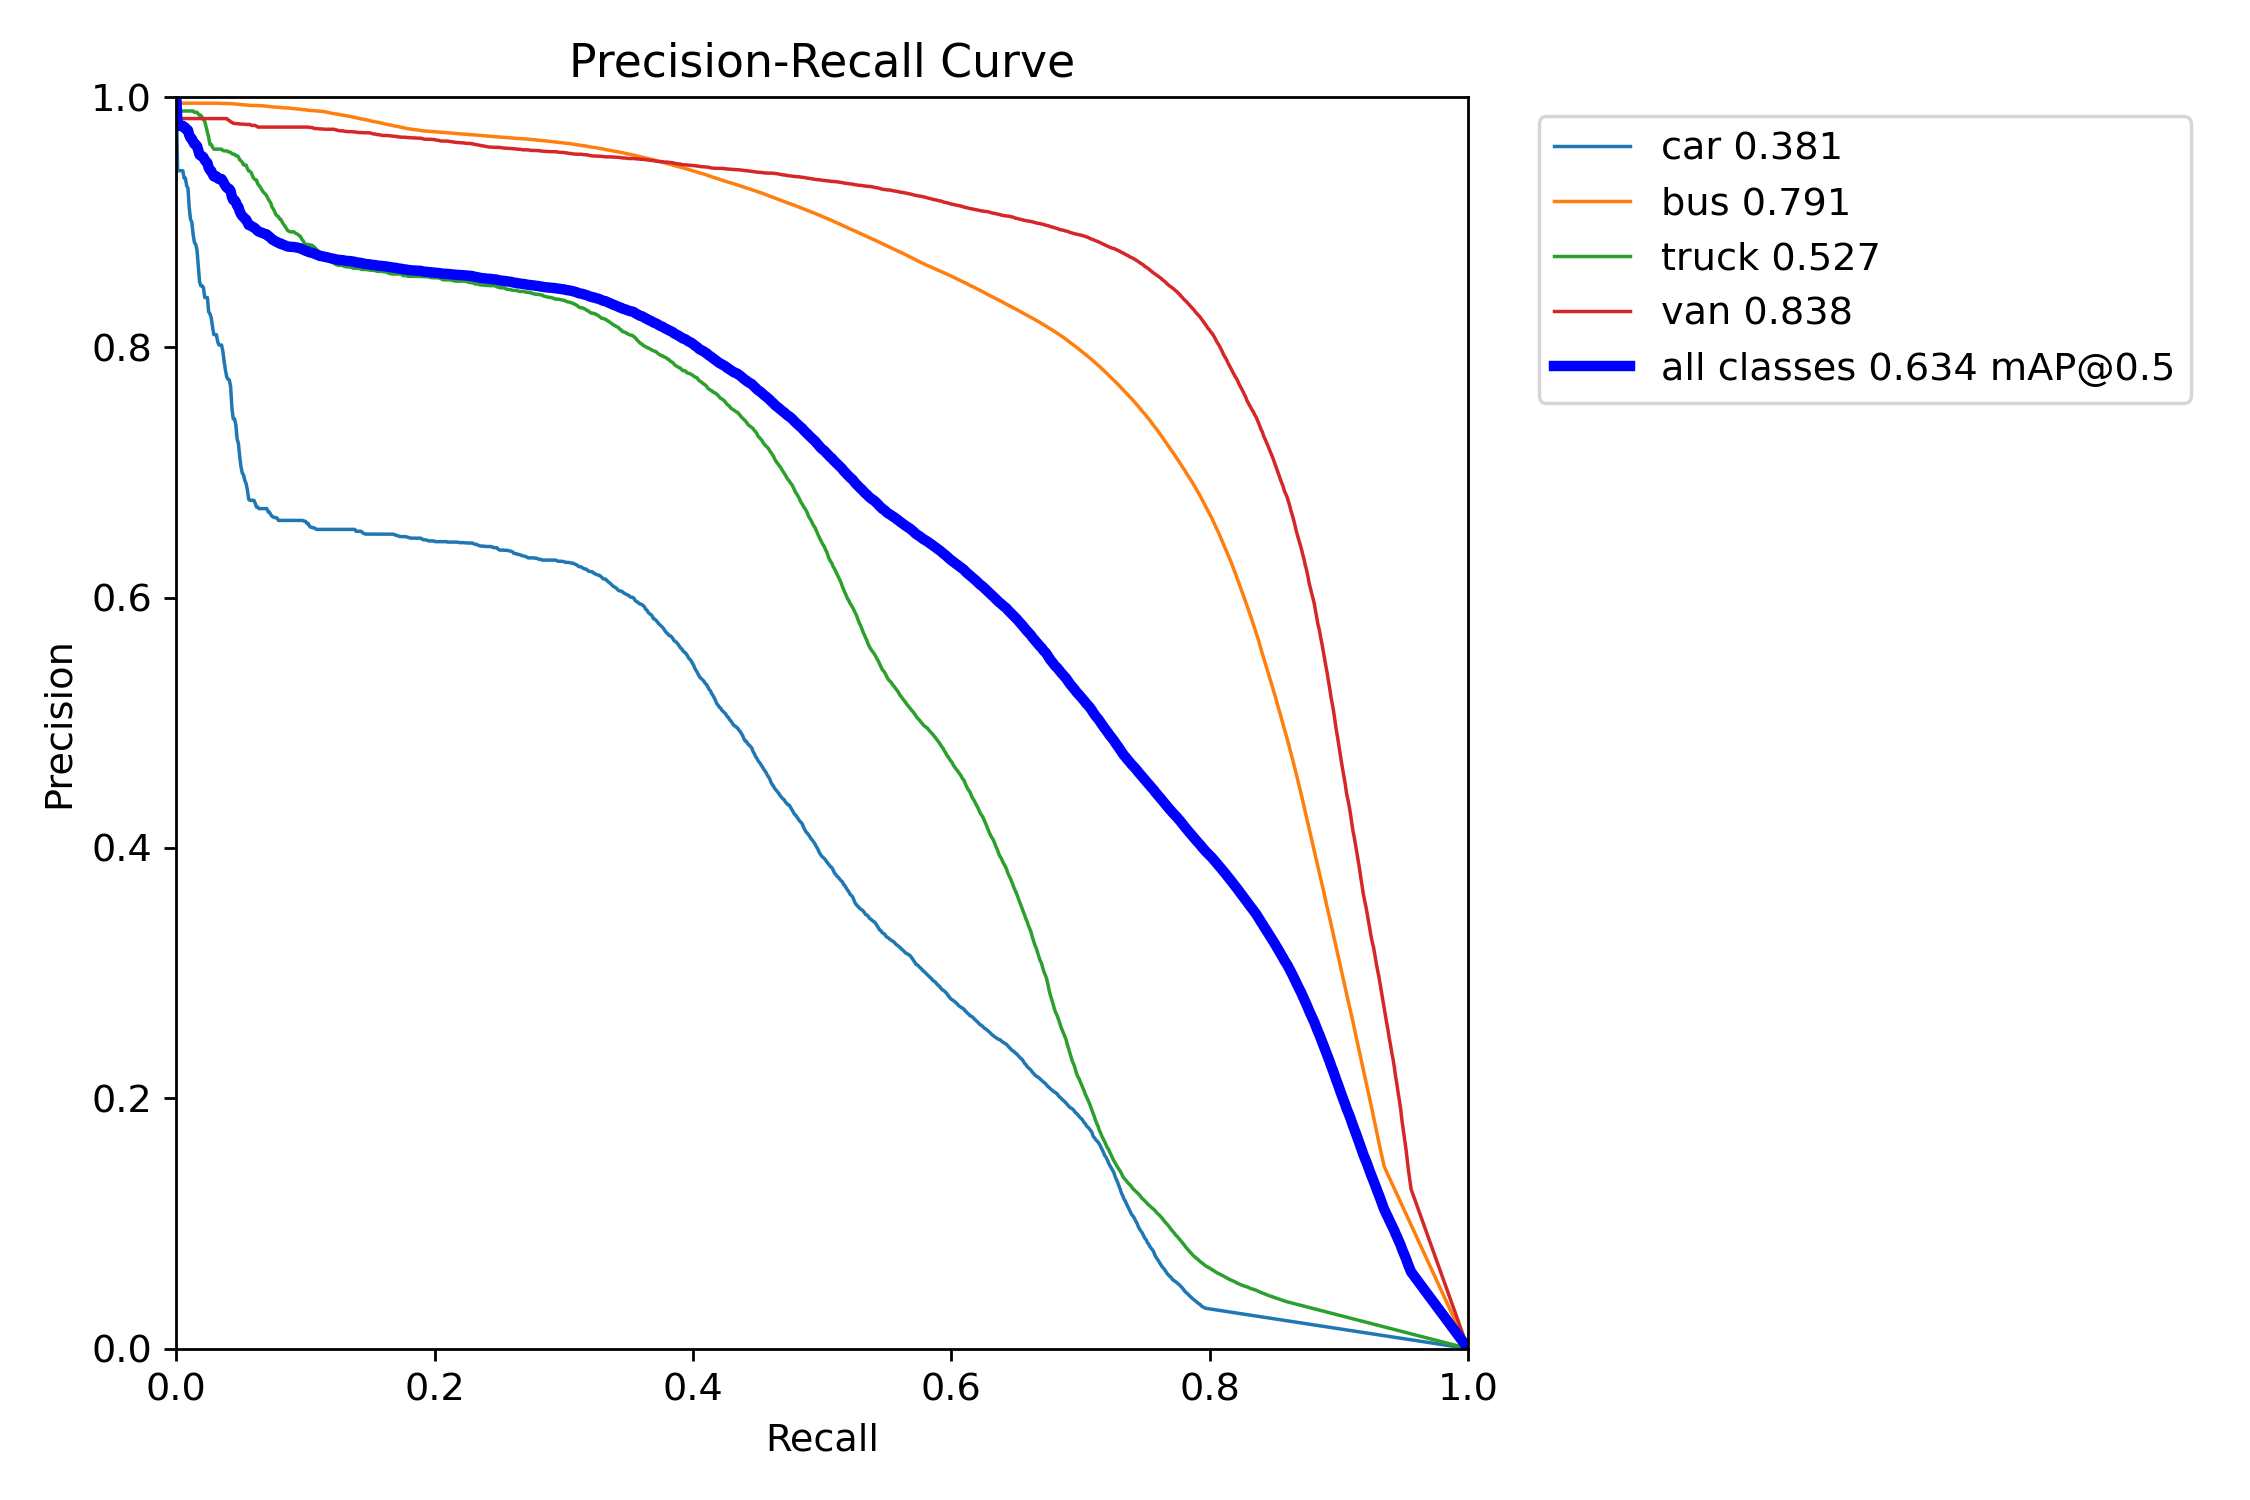 Precision-Recall Curve
1.0
0.8
0.6
0.4
0.2
0.0
Precision
0.0 0.2 0.4 0.6 0.8 1.0
Recall
car 0.381
bus 0.791
truck 0.527
van 0.838
all classes 0.634 mAP@0.5